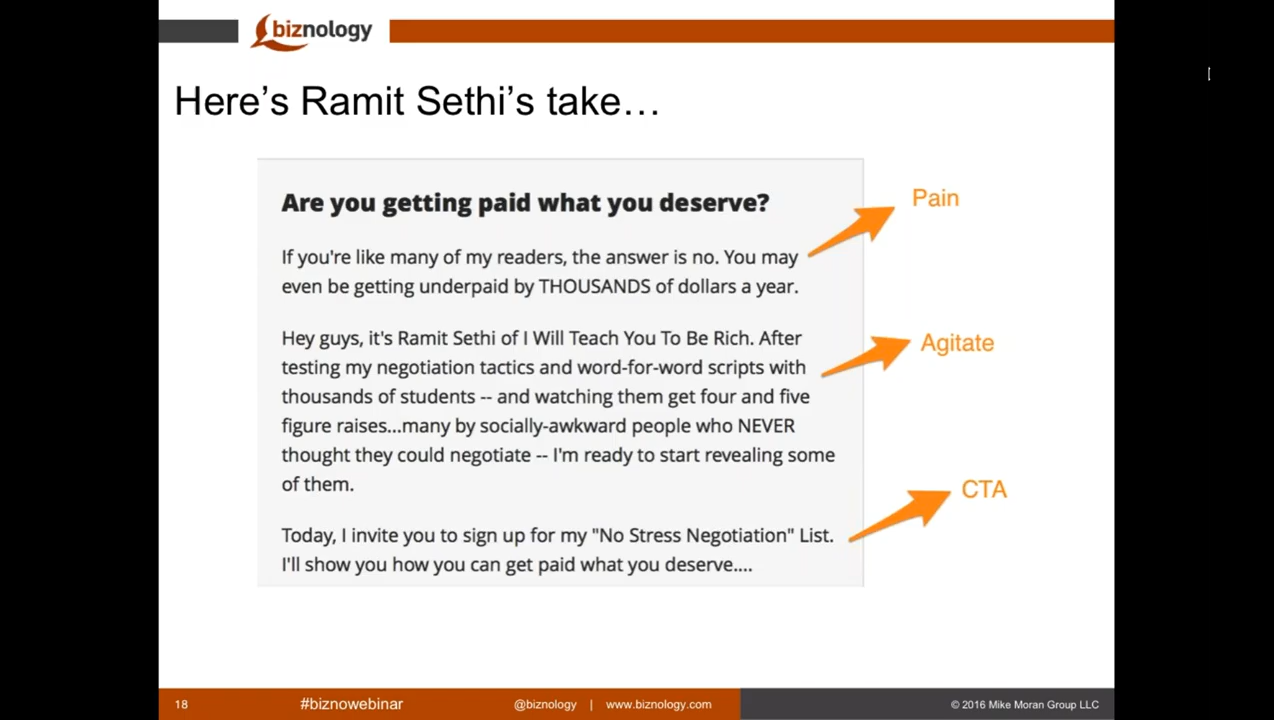 biznology
Here's Ramit Sethi's take…
Are you getting paid what you deserve?
Pain
If you're like many of my readers, the answer is no. You may
even be getting underpaid by THOUSANDS of dollars a year.
Hey guys, it's Ramit Sethi of I Will Teach You To Be Rich. After
Agitate
testing my negotiation tactics and word-for-word scripts with
thousands of students -- and watching them get four and five
figure raises...many by socially-awkward people who NEVER
thought they could negotiate -- I'm ready to start revealing some
of them.
CTA
Today, I invite you to sign up for my "No Stress Negotiation" List.
I'll show you how you can get paid what you deserve....
18 #biznowebinar @biznology | www.biznology.com © 2016 Mike Moran Group LLC